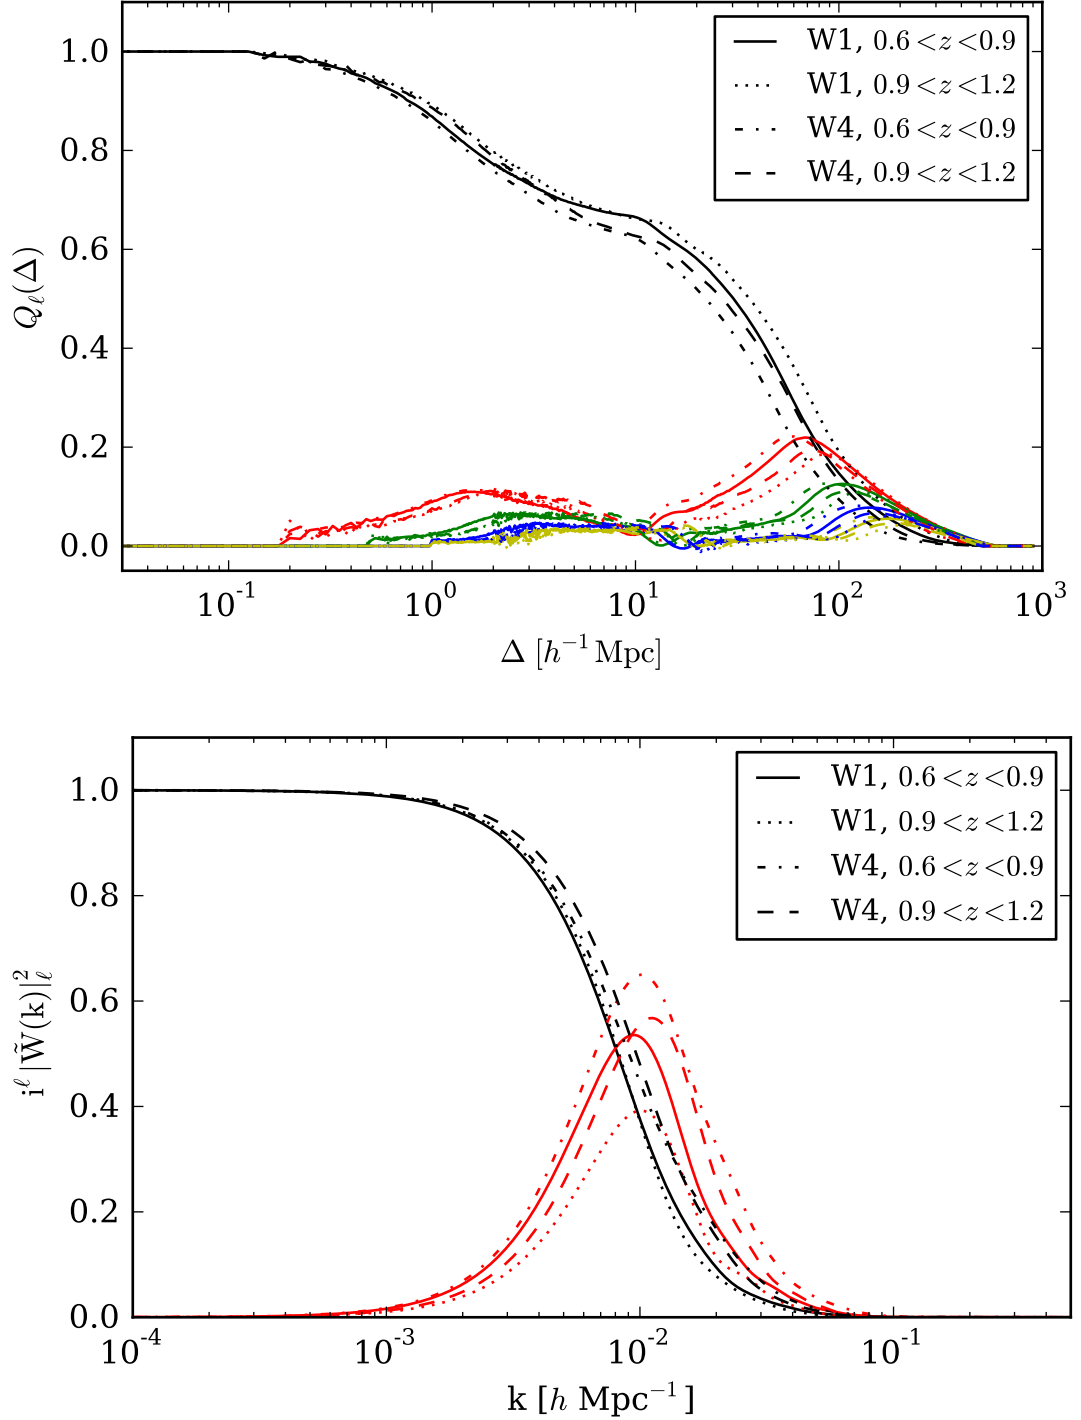 W1, 0.6 < z < 0.9
W1, 0.9 < z < 1.2
W4, 0.6 < z < 0.9
W4, 0.9 < z < 1.2
1.0
0.8
0.6
0.4
0.2
0.0
Q_ℓ(Δ)
10^-1 10^0 10^1 10^2 10^3
Δ [h^−1 Mpc]
W1, 0.6 < z < 0.9
W1, 0.9 < z < 1.2
W4, 0.6 < z < 0.9
W4, 0.9 < z < 1.2
1.0
0.8
0.6
0.4
0.2
0.0
i^ℓ |W̃(k)|^2_ℓ
10^-4 10^-3 10^-2 10^-1
k [h Mpc^−1]